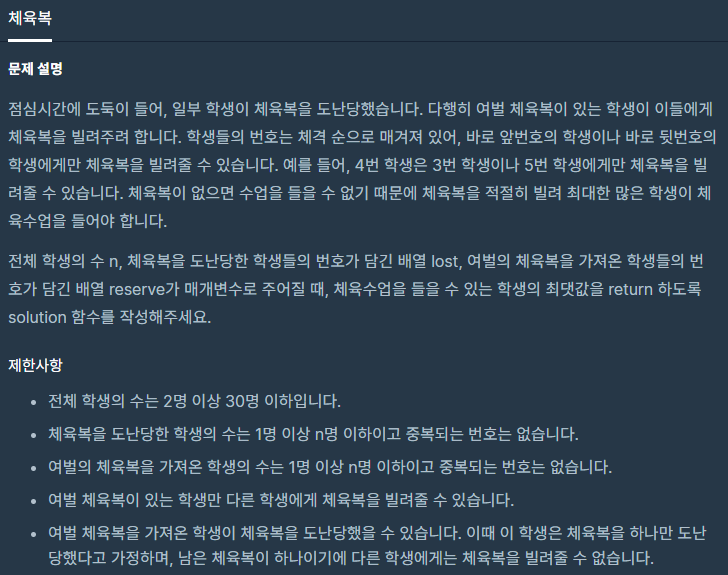 체육복
문제 설명
점심시간에 도둑이 들어, 일부 학생이 체육복을 도난당했습니다. 다행히 여벌 체육복이 있는 학생이 이들에게
체육복을 빌려주려 합니다. 학생들의 번호는 체격 순으로 매겨져 있어, 바로 앞번호의 학생이나 바로 뒷번호의
학생에게만 체육복을 빌려줄 수 있습니다. 예를 들어, 4번 학생은 3번 학생이나 5번 학생에게만 체육복을 빌
려줄 수 있습니다. 체육복이 없으면 수업을 들을 수 없기 때문에 체육복을 적절히 빌려 최대한 많은 학생이 체
육수업을 들어야 합니다.
전체 학생의 수 n, 체육복을 도난당한 학생들의 번호가 담긴 배열 lost, 여벌의 체육복을 가져온 학생들의 번
호가 담긴 배열 reserve가 매개변수로 주어질 때, 체육수업을 들을 수 있는 학생의 최댓값을 return 하도록
solution 함수를 작성해주세요.
제한사항
• 전체 학생의 수는 2명 이상 30명 이하입니다.
• 체육복을 도난당한 학생의 수는 1명 이상 n명 이하이고 중복되는 번호는 없습니다.
• 여벌의 체육복을 가져온 학생의 수는 1명 이상 n명 이하이고 중복되는 번호는 없습니다.
• 여벌 체육복이 있는 학생만 다른 학생에게 체육복을 빌려줄 수 있습니다.
• 여벌 체육복을 가져온 학생이 체육복을 도난당했을 수 있습니다. 이때 이 학생은 체육복을 하나만 도난
당했다고 가정하며, 남은 체육복이 하나이기에 다른 학생에게는 체육복을 빌려줄 수 없습니다.